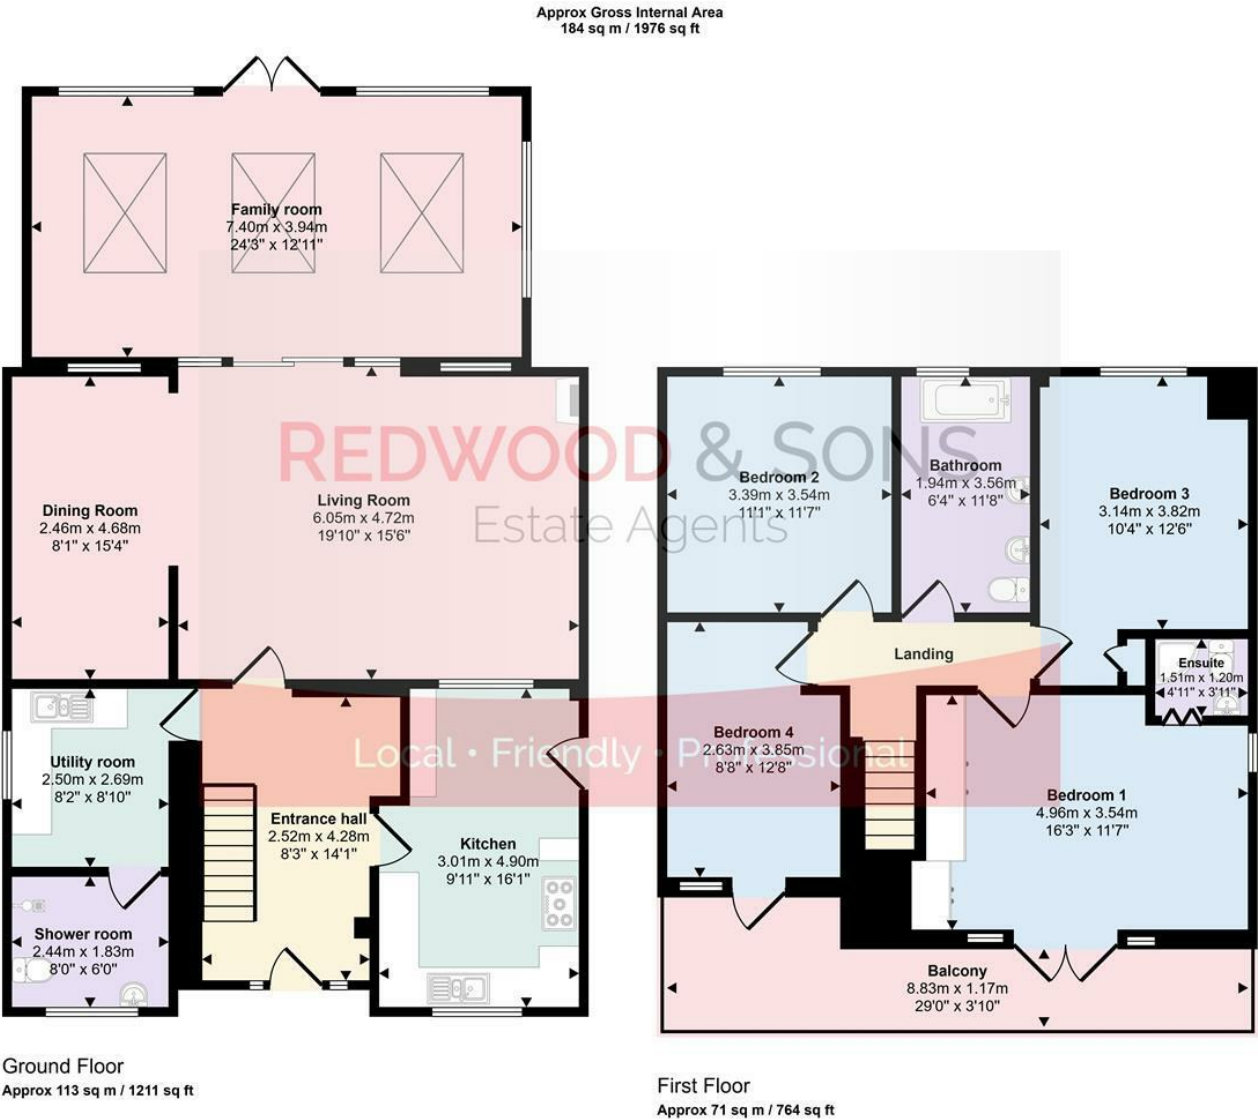 Approx Gross Internal Area
184 sq m / 1976 sq ft
Family room
7.40m x 3.94m
24'3" x 12'11"
REDWOOD & SONS
Estate Agents
Local • Friendly • Professional
Dining Room
2.46m x 4.68m
8'1" x 15'4"
Living Room
6.05m x 4.72m
19'10" x 15'6"
Utility room
2.50m x 2.69m
8'2" x 8'10"
Entrance hall
2.52m x 4.28m
8'3" x 14'1"
Kitchen
3.01m x 4.90m
9'11" x 16'1"
Shower room
2.44m x 1.83m
8'0" x 6'0"
Ground Floor
Approx 113 sq m / 1211 sq ft
Bedroom 2
3.39m x 3.54m
11'1" x 11'7"
Bathroom
1.94m x 3.56m
6'4" x 11'8"
Bedroom 3
3.14m x 3.82m
10'4" x 12'6"
Landing
Ensuite
1.51m x 1.20m
4'11" x 3'11"
Bedroom 4
2.63m x 3.85m
8'8" x 12'8"
Bedroom 1
4.96m x 3.54m
16'3" x 11'7"
Balcony
8.83m x 1.17m
29'0" x 3'10"
First Floor
Approx 71 sq m / 764 sq ft